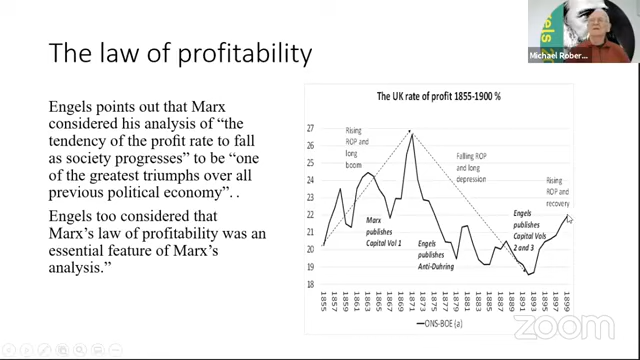 The law of profitability
Engels points out that Marx
considered his analysis of “the
tendency of the profit rate to fall
as society progresses” to be “one
of the greatest triumphs over all
previous political economy”. .
Engels too considered that
Marx’s law of profitability was an
essential feature of Marx’s
analysis.”
The UK rate of profit 1855-1900 %
27
26
25
24
23
22
21
20
19
18
Rising
ROP and
long
boom
Marx
publishes
Capital Vol 1
Engels
publishes
Anti-Duhring
Falling ROP
and long
depression
Engels
publishes
Capital Vols
2 and 3
Rising
ROP and
recovery
1855
1857
1859
1861
1863
1865
1867
1869
1871
1873
1875
1877
1879
1881
1883
1885
1887
1889
1891
1893
1895
1897
1899
ONS-BOE (a)
els
Michael Rober...
zoom